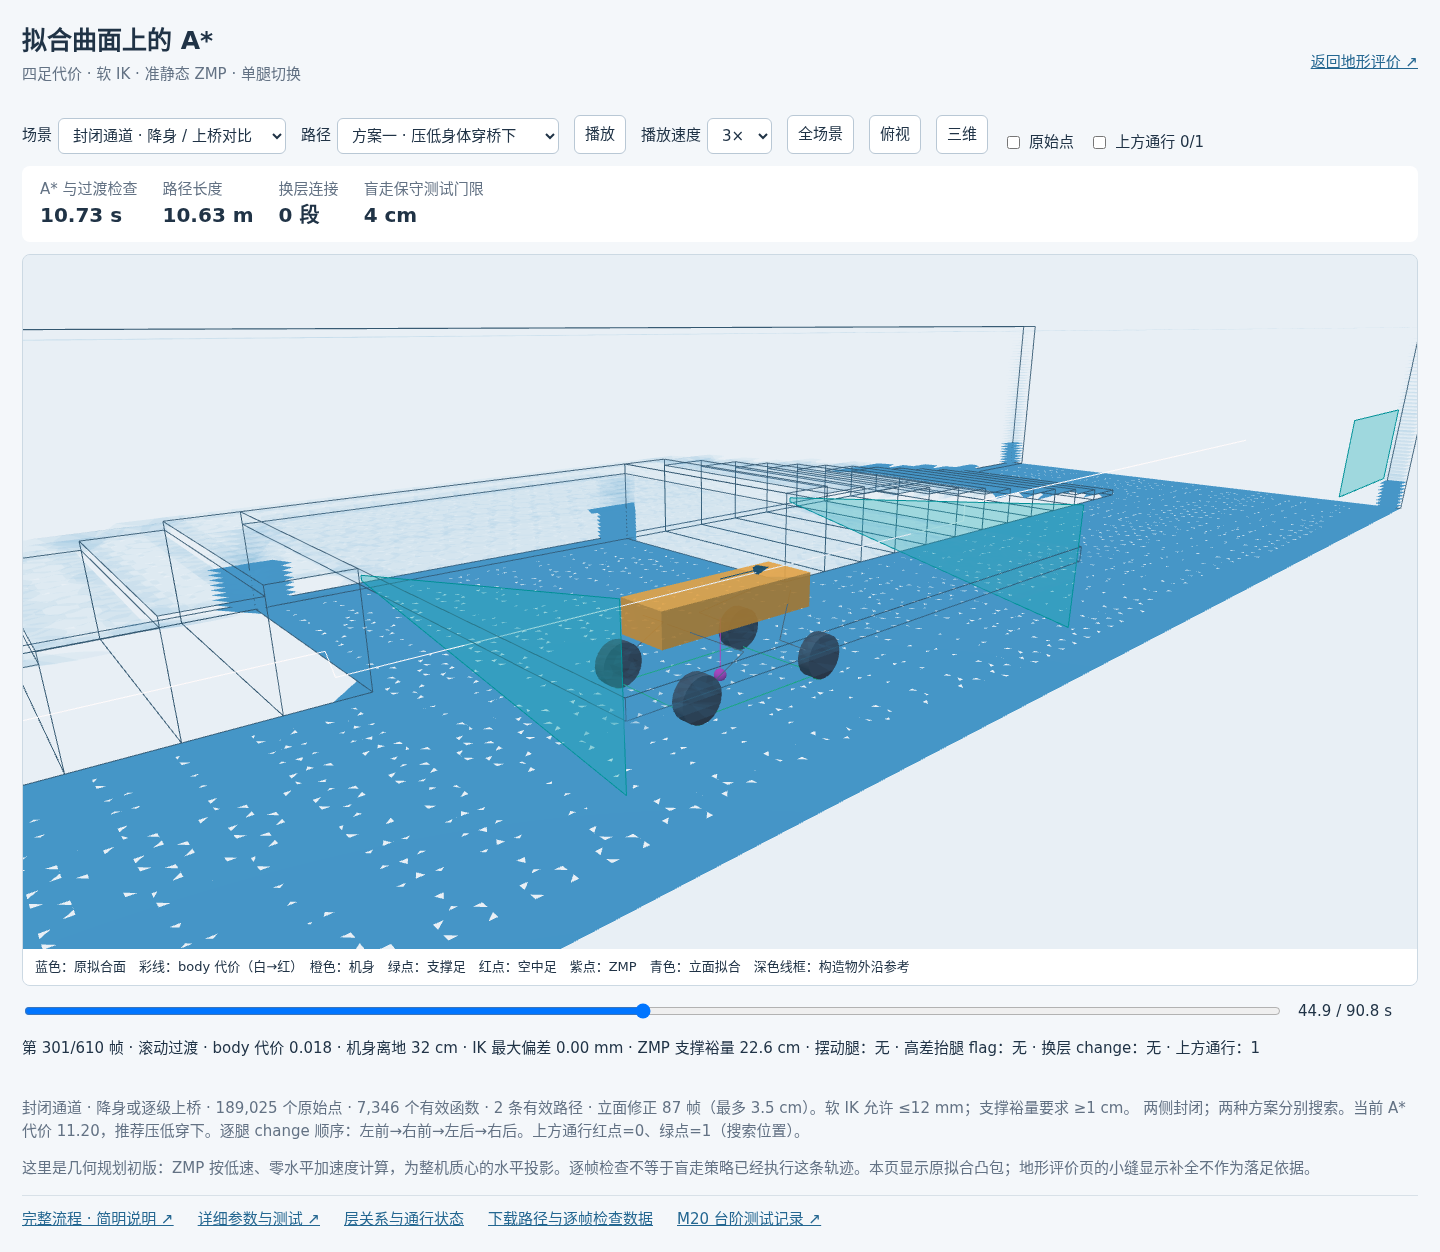 拟合曲面上的 A*
四足代价 · 软 IK · 准静态 ZMP · 单腿切换
返回地形评价 ↗
场景 封闭通道 · 降身 / 上桥对比 路径 方案一 · 压低身体穿桥下 播放 播放速度 3× 全场景 俯视 三维 原始点 上方通行 0/1
A* 与过渡检查 路径长度 换层连接 盲走保守测试门限
10.73 s 10.63 m 0 段 4 cm
蓝色：原拟合面 彩线：body 代价（白→红） 橙色：机身 绿点：支撑足 红点：空中足 紫点：ZMP 青色：立面拟合 深色线框：构造物外沿参考
44.9 / 90.8 s
第 301/610 帧 · 滚动过渡 · body 代价 0.018 · 机身离地 32 cm · IK 最大偏差 0.00 mm · ZMP 支撑裕量 22.6 cm · 摆动腿：无 · 高差抬腿 flag：无 · 换层 change：无 · 上方通行：1
封闭通道 · 降身或逐级上桥 · 189,025 个原始点 · 7,346 个有效函数 · 2 条有效路径 · 立面修正 87 帧（最多 3.5 cm）。软 IK 允许 ≤12 mm；支撑裕量要求 ≥1 cm。 两侧封闭；两种方案分别搜索。当前 A*
代价 11.20，推荐压低穿下。逐腿 change 顺序：左前→右前→左后→右后。上方通行红点=0、绿点=1（搜索位置）。
这里是几何规划初版：ZMP 按低速、零水平加速度计算，为整机质心的水平投影。逐帧检查不等于盲走策略已经执行这条轨迹。本页显示原拟合凸包；地形评价页的小缝显示补全不作为落足依据。
完整流程 · 简明说明 ↗ 详细参数与测试 ↗ 层关系与通行状态 下载路径与逐帧检查数据 M20 台阶测试记录 ↗